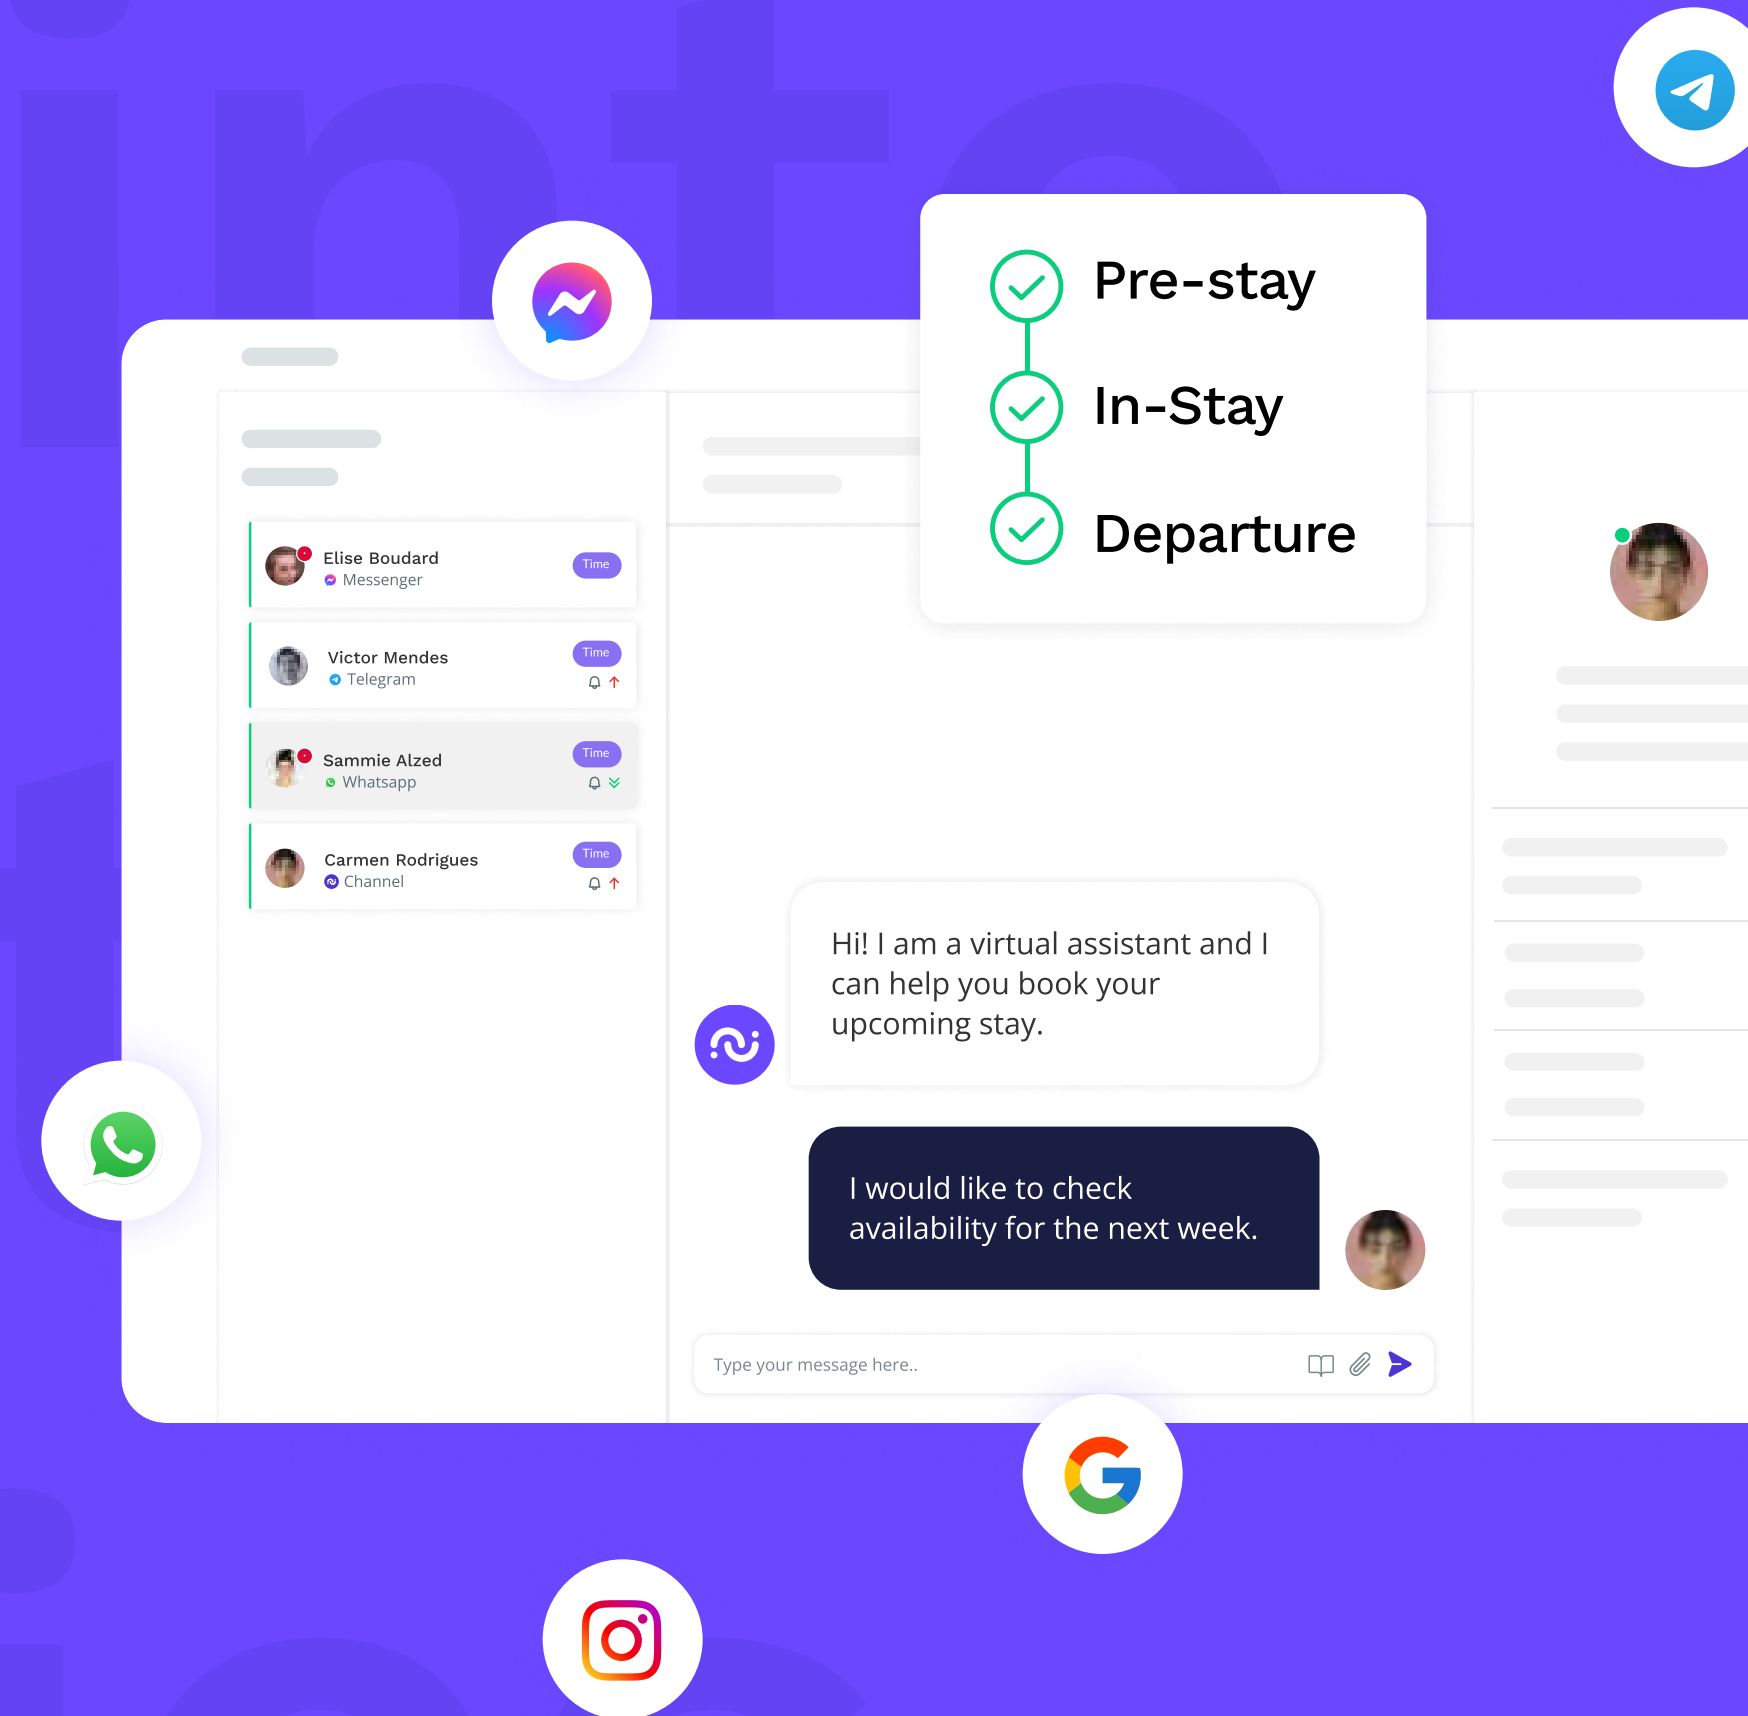 Pre-stay
In-Stay
Departure
Elise Boudard
Messenger
Time
Victor Mendes
Telegram
Time
Sammie Alzed
Whatsapp
Time
Carmen Rodrigues
Channel
Time
Hi! I am a virtual assistant and I
can help you book your
upcoming stay.
I would like to check
availability for the next week.
Type your message here..